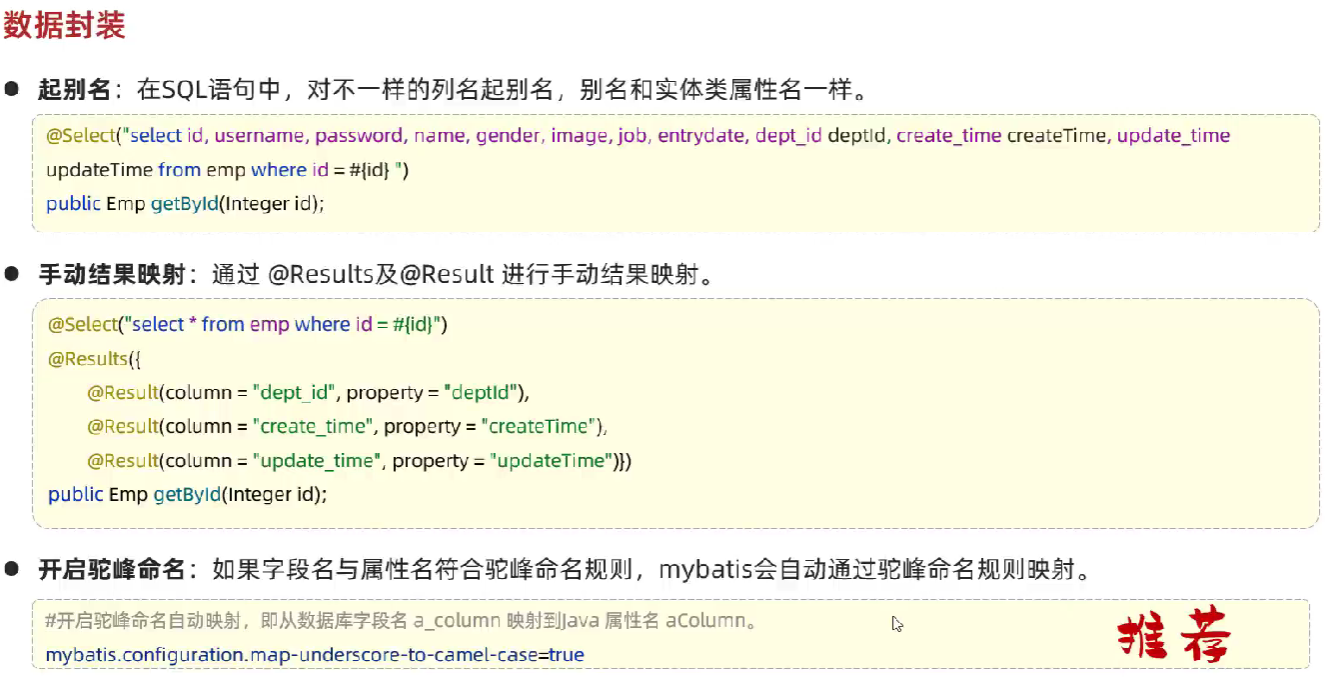 数据封装
● 起别名：在SQL语句中，对不一样的列名起别名，别名和实体类属性名一样。
@Select("select id, username, password, name, gender, image, job, entrydate, dept_id deptId, create_time createTime, update_time
updateTime from emp where id = #{id} ")
public Emp getById(Integer id);
● 手动结果映射：通过 @Results及@Result 进行手动结果映射。
@Select("select * from emp where id = #{id}")
@Results({
@Result(column = "dept_id", property = "deptId"),
@Result(column = "create_time", property = "createTime"),
@Result(column = "update_time", property = "updateTime")})
public Emp getById(Integer id);
● 开启驼峰命名：如果字段名与属性名符合驼峰命名规则，mybatis会自动通过驼峰命名规则映射。
#开启驼峰命名自动映射，即从数据库字段名 a_column 映射到Java 属性名 aColumn。
mybatis.configuration.map-underscore-to-camel-case=true
推荐